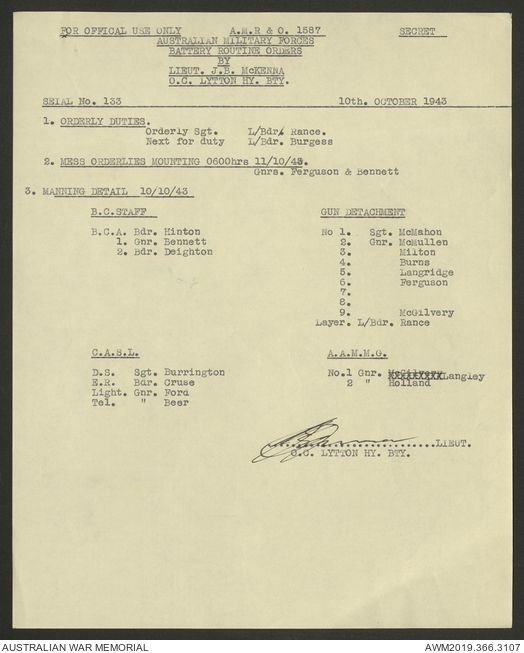 FOR OFFICAL USE ONLY A.M.R & O. 1587 SECRET
AUSTRALIAN MILITARY FORCES
BATTERY ROUTINE ORDERS
BY
LIEUT. J.B. McKENNA
O.C. LYTTON HY. BTY.
SEIAL No. 133 10th. OCTOBER 1943
1. ORDERLY DUTIES.
Orderly Sgt. L/Bdr. Rance.
Next for duty L/Bdr. Burgess
2. MESS ORDERLIES MOUNTING 0600hrs 11/10/43.
Gnrs. Ferguson & Bennett
3. MANNING DETAIL 10/10/43
B.C.STAFF
B.C.A. Bdr. Hinton
1. Gnr. Bennett
2. Bdr. Deighton
GUN DETACHMENT
No 1. Sgt. McMahon
2. Gnr. McMullen
3. Milton
4. Burns
5. Langridge
6. Ferguson
7.
8.
9. McGilvery
Layer. L/Bdr. Rance
C.A.S.L.
D.S. Sgt. Burrington
E.R. Bdr. Cruse
Light. Gnr. Ford
Tel. " Beer
A.A.M.M.G.
No.1 Gnr. McGilvery Langley
2 " Holland
LIEUT.
O.C. LYTTON HY. BTY.
AUSTRALIAN WAR MEMORIAL AWM2019.366.3107